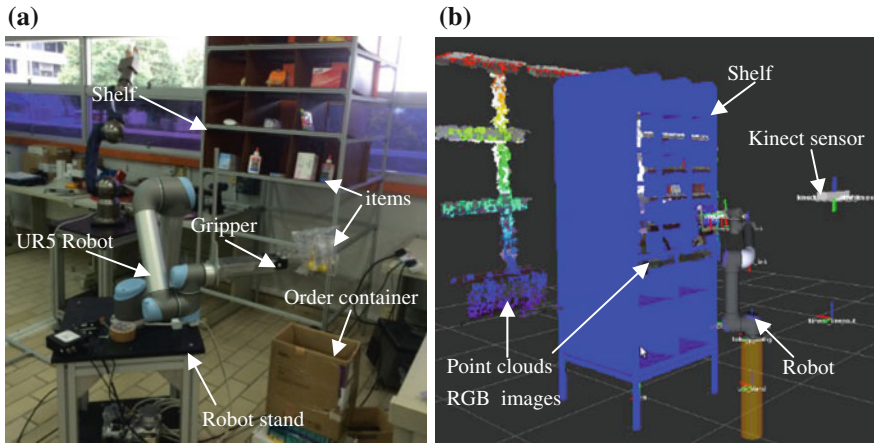 (a)
Shelf
items
Gripper
UR5 Robot
Order container
Robot stand
(b)
Shelf
Kinect sensor
Point clouds
RGB images
Robot